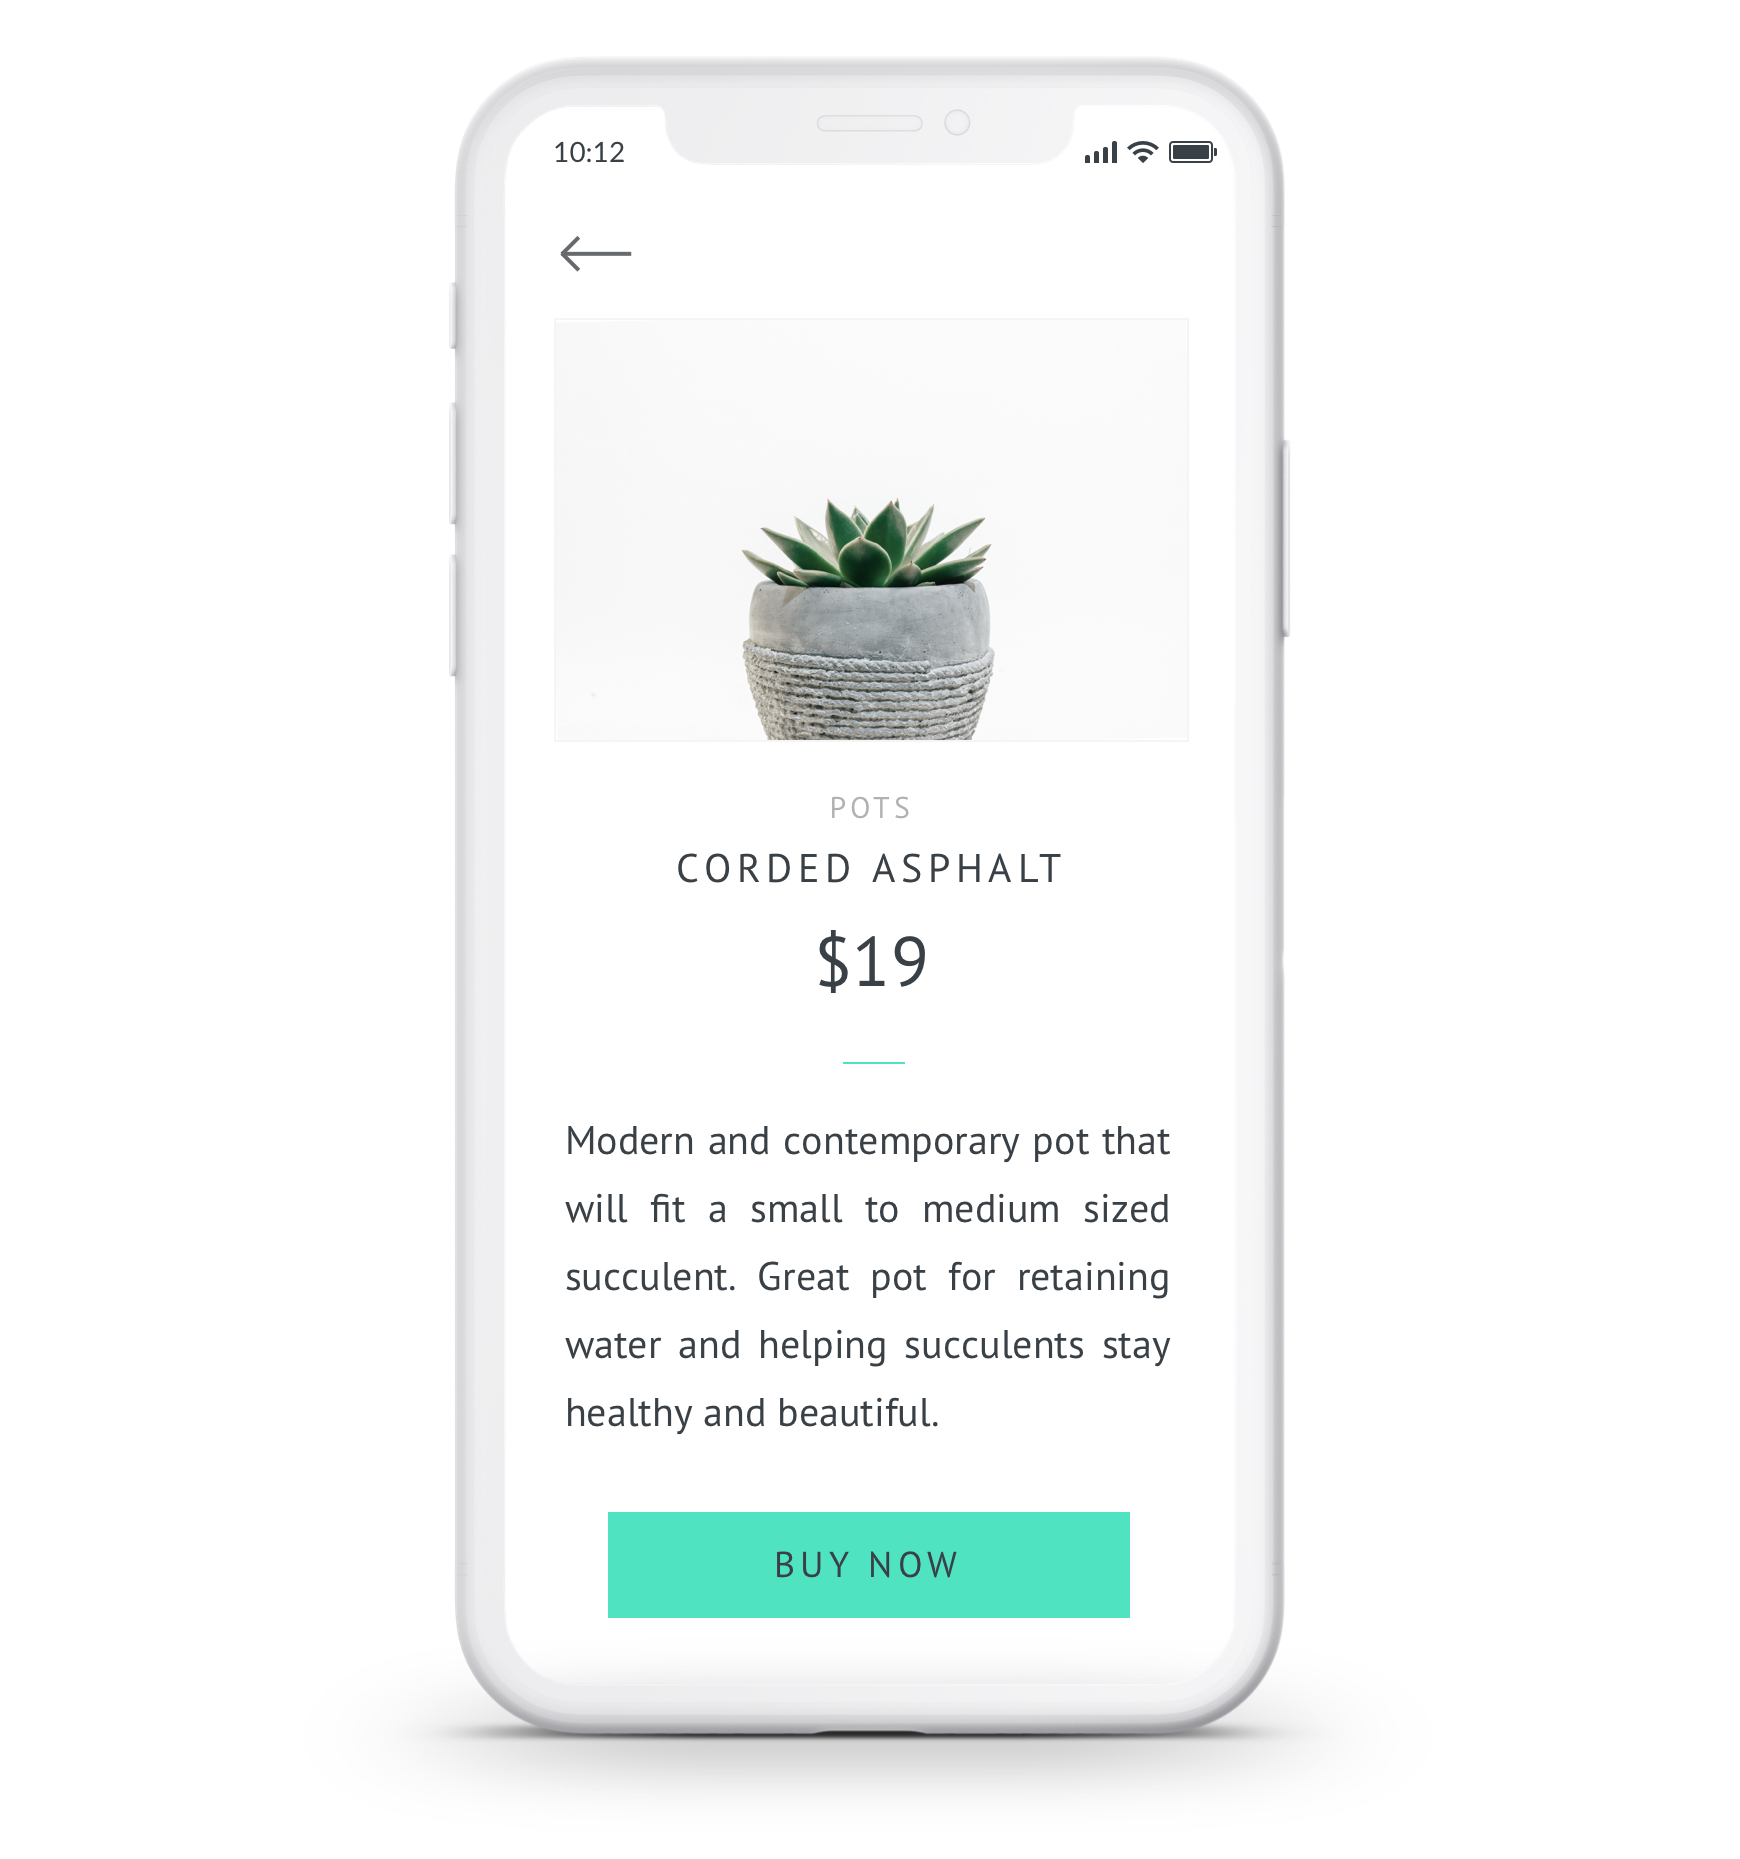 10:12
POTS
CORDED ASPHALT
$19
Modern and contemporary pot that
will fit a small to medium sized
succulent. Great pot for retaining
water and helping succulents stay
healthy and beautiful.
BUY NOW